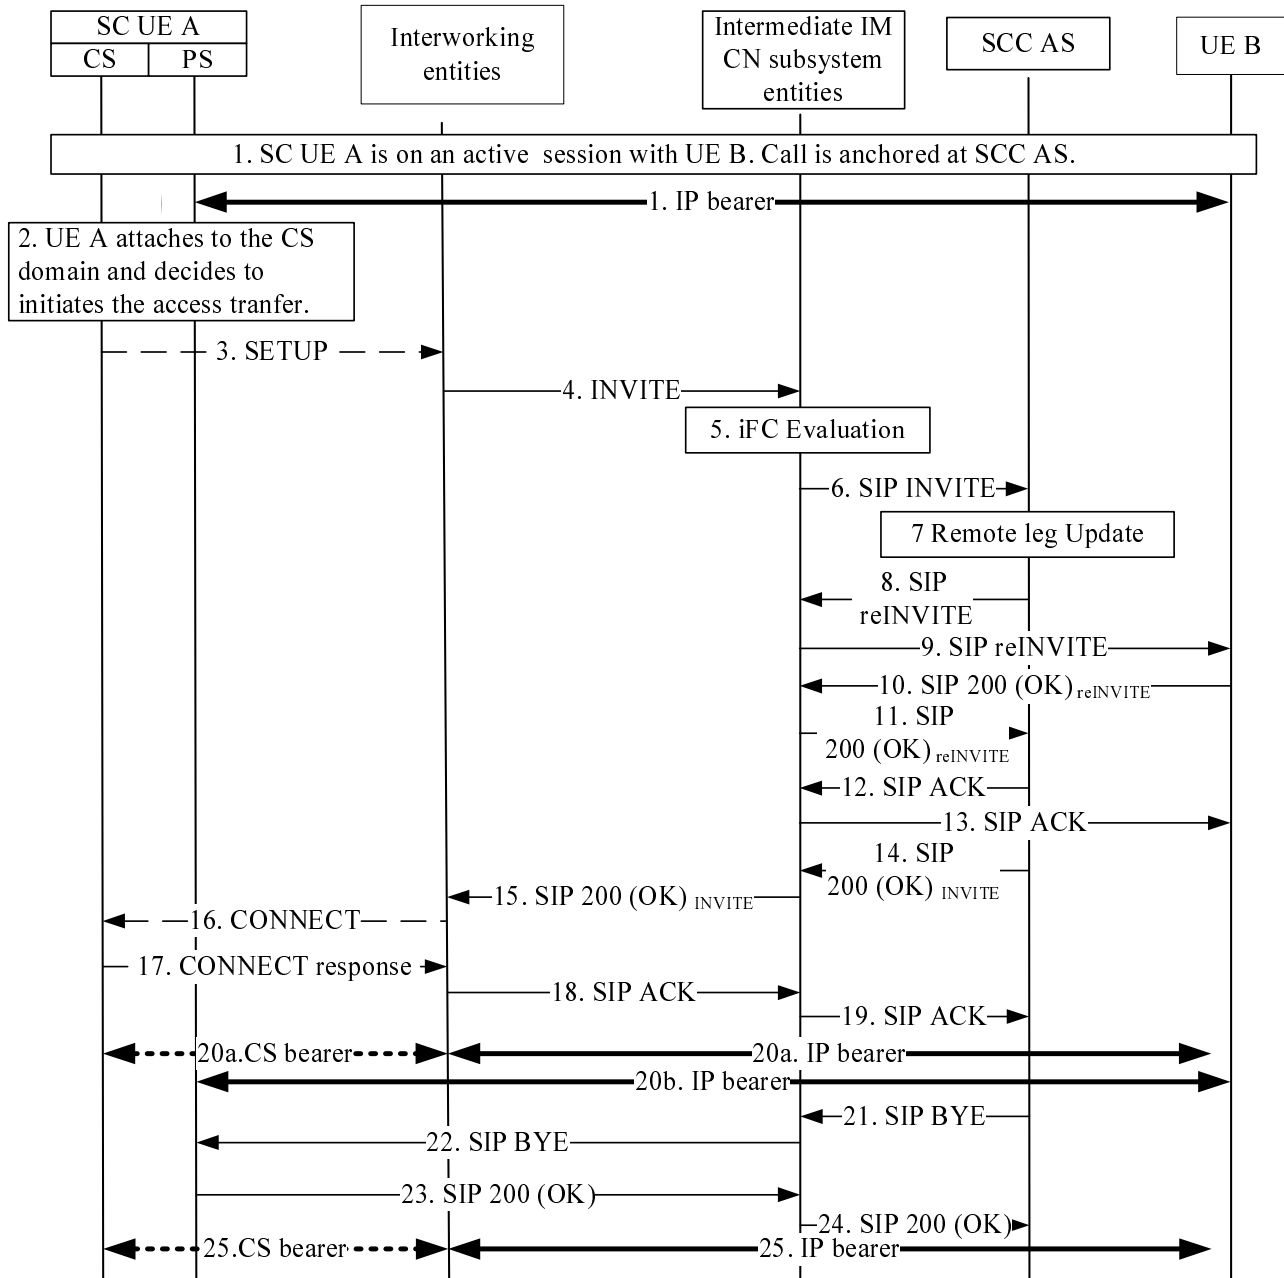 SC UE A
CS
PS
Interworking
entities
Intermediate IM
CN subsystem
entities
SCC AS
UE B
1. SC UE A is on an active session with UE B. Call is anchored at SCC AS.
1. IP bearer
2. UE A attaches to the CS
domain and decides to
initiates the access tranfer.
3. SETUP
4. INVITE
5. iFC Evaluation
6. SIP INVITE
7 Remote leg Update
8. SIP
reINVITE
9. SIP reINVITE
10. SIP 200 (OK) reINVITE
11. SIP
200 (OK) reINVITE
12. SIP ACK
13. SIP ACK
14. SIP
200 (OK) INVITE
15. SIP 200 (OK) INVITE
16. CONNECT
17. CONNECT response
18. SIP ACK
19. SIP ACK
20a.CS bearer
20a. IP bearer
20b. IP bearer
21. SIP BYE
22. SIP BYE
23. SIP 200 (OK)
24. SIP 200 (OK)
25.CS bearer
25. IP bearer